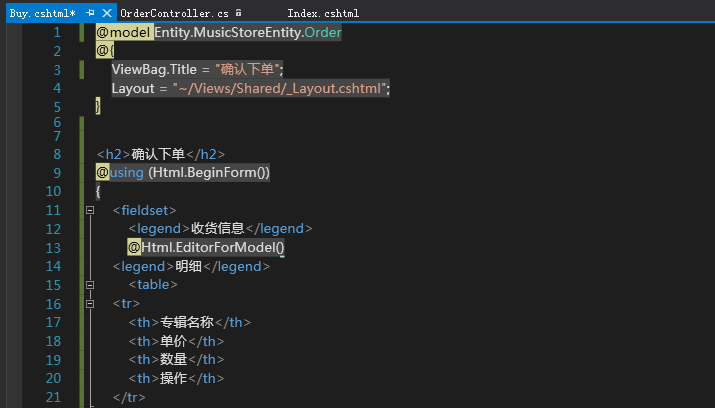 Buy.cshtml* OrderController.cs Index.cshtml
1 @model Entity.MusicStoreEntity.Order
2 @{
3 ViewBag.Title = "确认下单";
4 Layout = "~/Views/Shared/_Layout.cshtml";
5 }
6
7
8 <h2>确认下单</h2>
9 @using (Html.BeginForm())
10 {
11 <fieldset>
12 <legend>收货信息</legend>
13 @Html.EditorForModel()
14 <legend>明细</legend>
15 <table>
16 <tr>
17 <th>专辑名称</th>
18 <th>单价</th>
19 <th>数量</th>
20 <th>操作</th>
21 </tr>